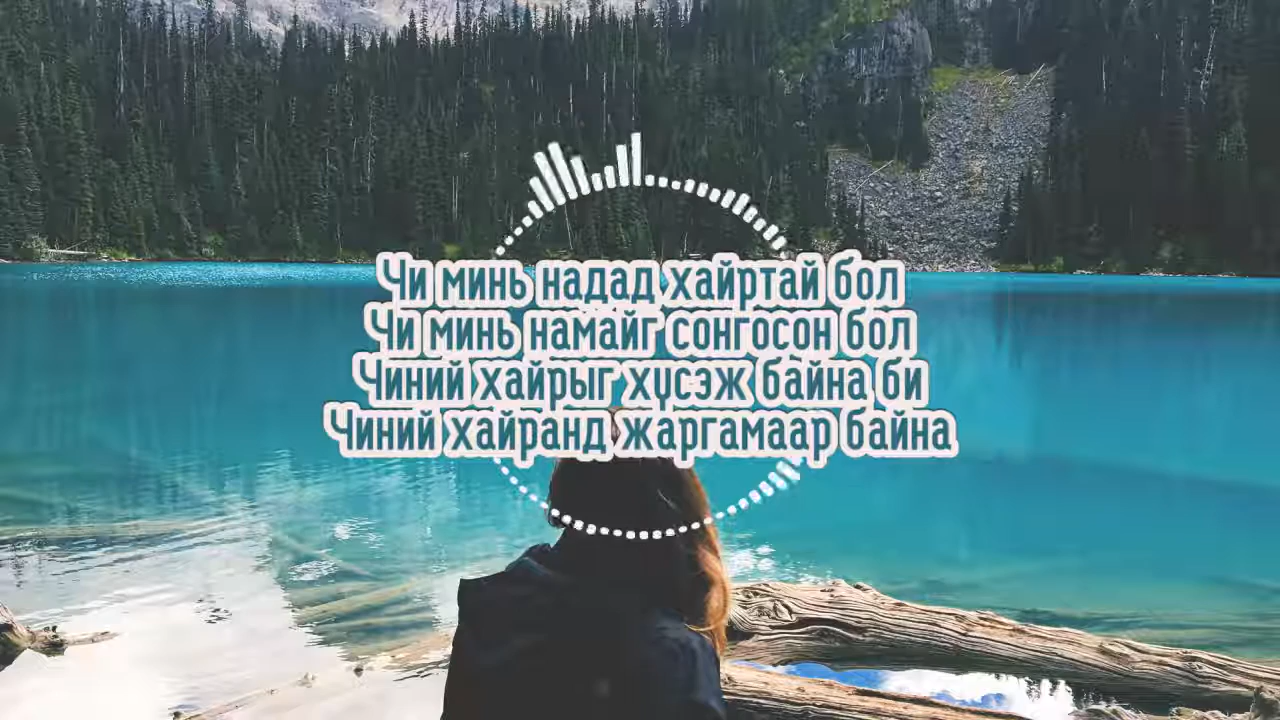 Чи минь надад хайртай бол
Чи минь намайг сонгосон бол
Чиний хайрыг хүсэж байна би
Чиний хайранд жаргамаар байна